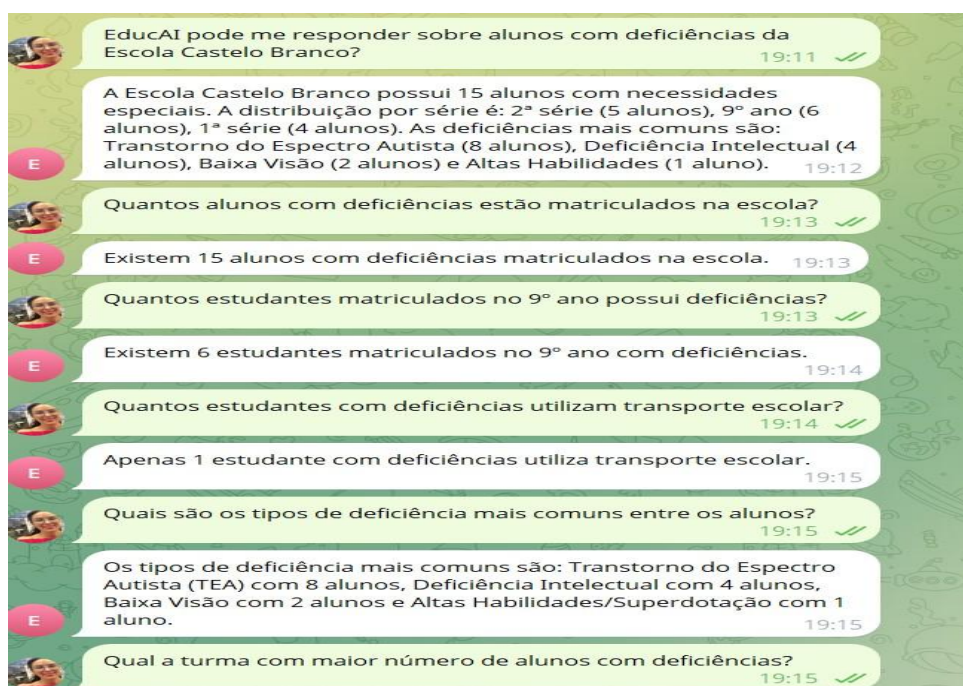 EducAI pode me responder sobre alunos com deficiências da
Escola Castelo Branco?
19:11
A Escola Castelo Branco possui 15 alunos com necessidades
especiais. A distribuição por série é: 2ª série (5 alunos), 9º ano (6
alunos), 1ª série (4 alunos). As deficiências mais comuns são:
Transtorno do Espectro Autista (8 alunos), Deficiência Intelectual (4
alunos), Baixa Visão (2 alunos) e Altas Habilidades (1 aluno).
19:12
E
Quantos alunos com deficiências estão matriculados na escola?
19:13
E
Existem 15 alunos com deficiências matriculados na escola.
19:13
Quantos estudantes matriculados no 9º ano possui deficiências?
19:13
Existem 6 estudantes matriculados no 9º ano com deficiências.
E
19:14
Quantos estudantes com deficiências utilizam transporte escolar?
19:14
Apenas 1 estudante com deficiências utiliza transporte escolar.
E
19:15
Quais são os tipos de deficiência mais comuns entre os alunos?
19:15
Os tipos de deficiência mais comuns são: Transtorno do Espectro
Autista (TEA) com 8 alunos, Deficiência Intelectual com 4 alunos,
Baixa Visão com 2 alunos e Altas Habilidades/Superdotação com 1
aluno.
E
19:15
Qual a turma com maior número de alunos com deficiências?
19:15